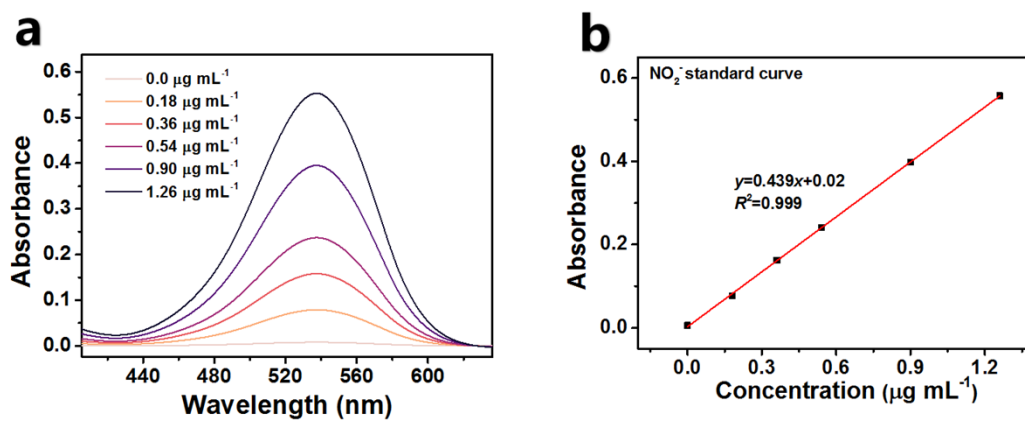 a
0.6
0.5
0.4
0.3
0.2
0.1
0.0
Absorbance
0.0 μg mL⁻¹
0.18 μg mL⁻¹
0.36 μg mL⁻¹
0.54 μg mL⁻¹
0.90 μg mL⁻¹
1.26 μg mL⁻¹
440 480 520 560 600
Wavelength (nm)
b
0.6
0.4
0.2
0.0
Absorbance
NO₂⁻ standard curve
y=0.439x+0.02
R²=0.999
0.0 0.3 0.6 0.9 1.2
Concentration (μg mL⁻¹)